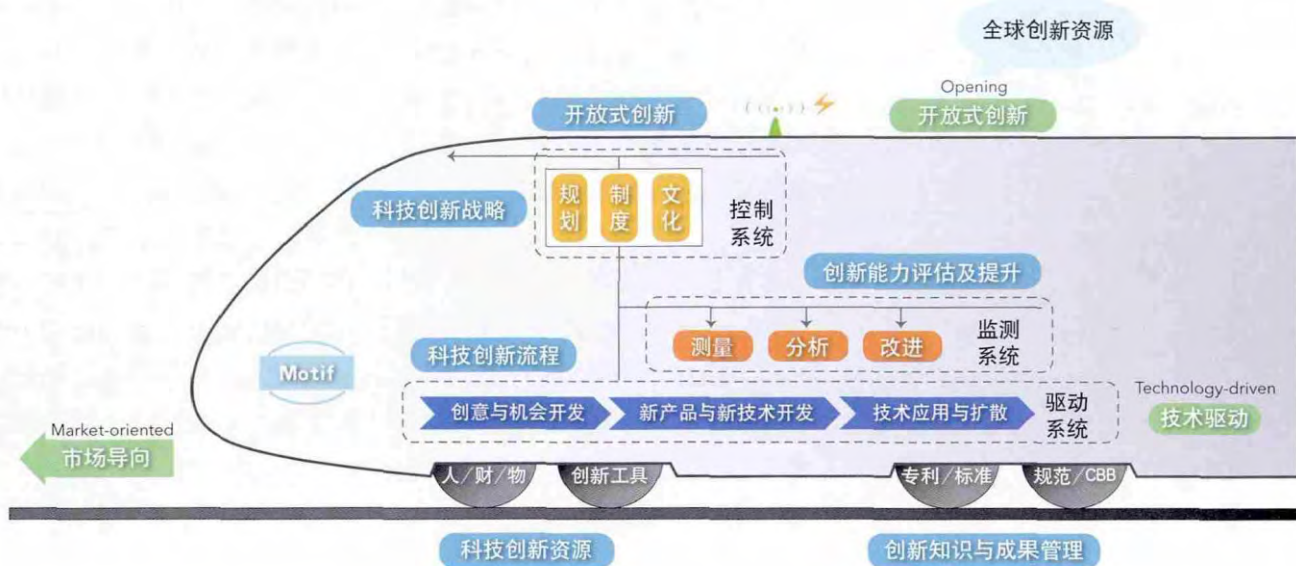 全球创新资源
Opening
开放式创新
开放式创新
科技创新战略
规划
制度
文化
控制
系统
创新能力评估及提升
测量
分析
改进
监测
系统
科技创新流程
Motif
创意与机会开发
新产品与新技术开发
技术应用与扩散
驱动
系统
Technology-driven
技术驱动
Market-oriented
市场导向
人/财/物
创新工具
专利/标准
规范/CBB
科技创新资源
创新知识与成果管理